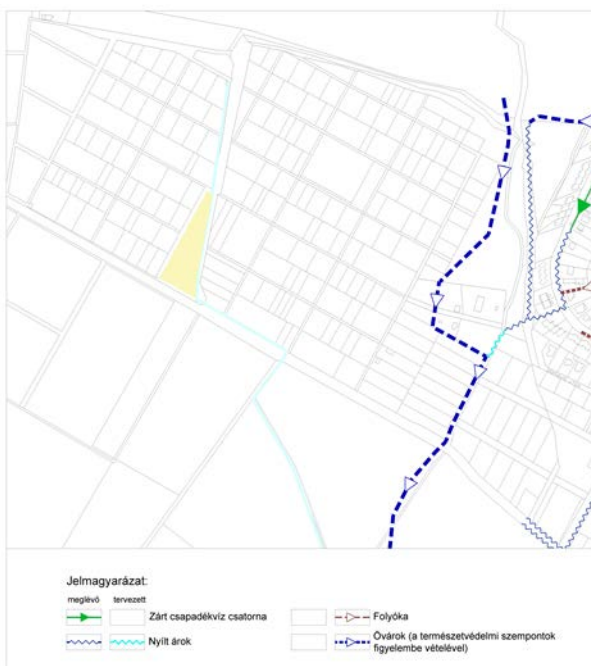 Jelmagyarázat:
meglévő tervezett
Zárt csapadékvíz csatorna
Folyóka
Nyílt árok
Övárok (a természetvédelmi szempontok
figyelembe vételével)